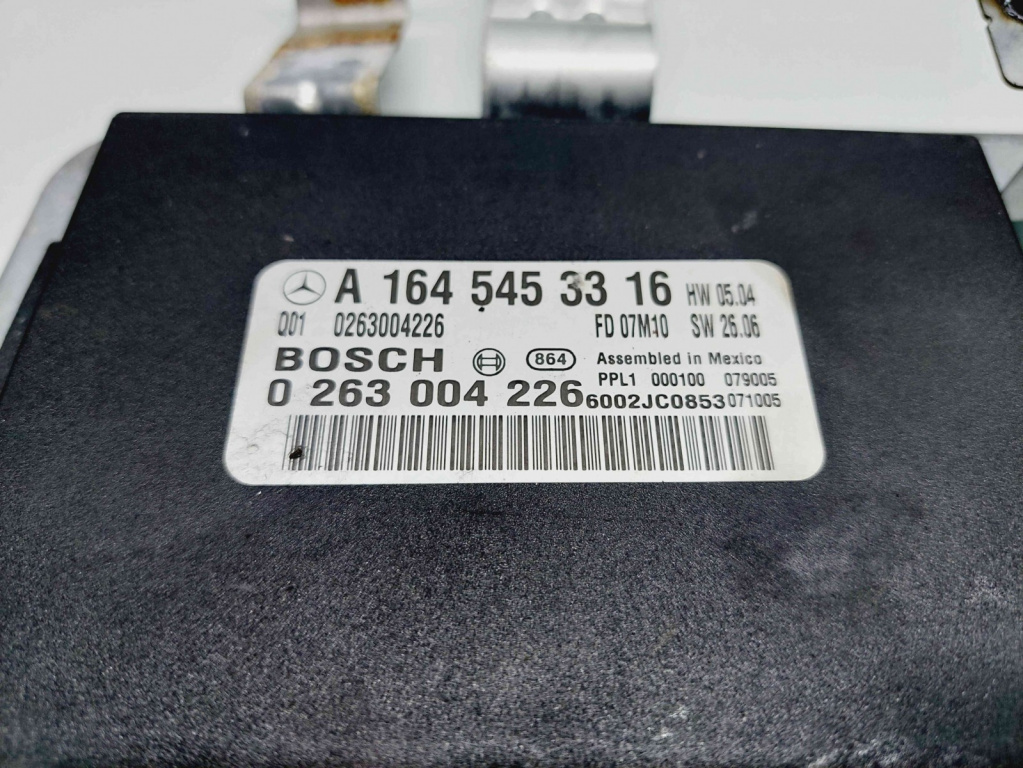 A 164 545 33 16 HW 05.04
Q01 0263004226 FD 07M10 SW 26.06
BOSCH 864 Assembled in Mexico
PPL1 000100 079005
0 263 004 226 6002JC0853 071005